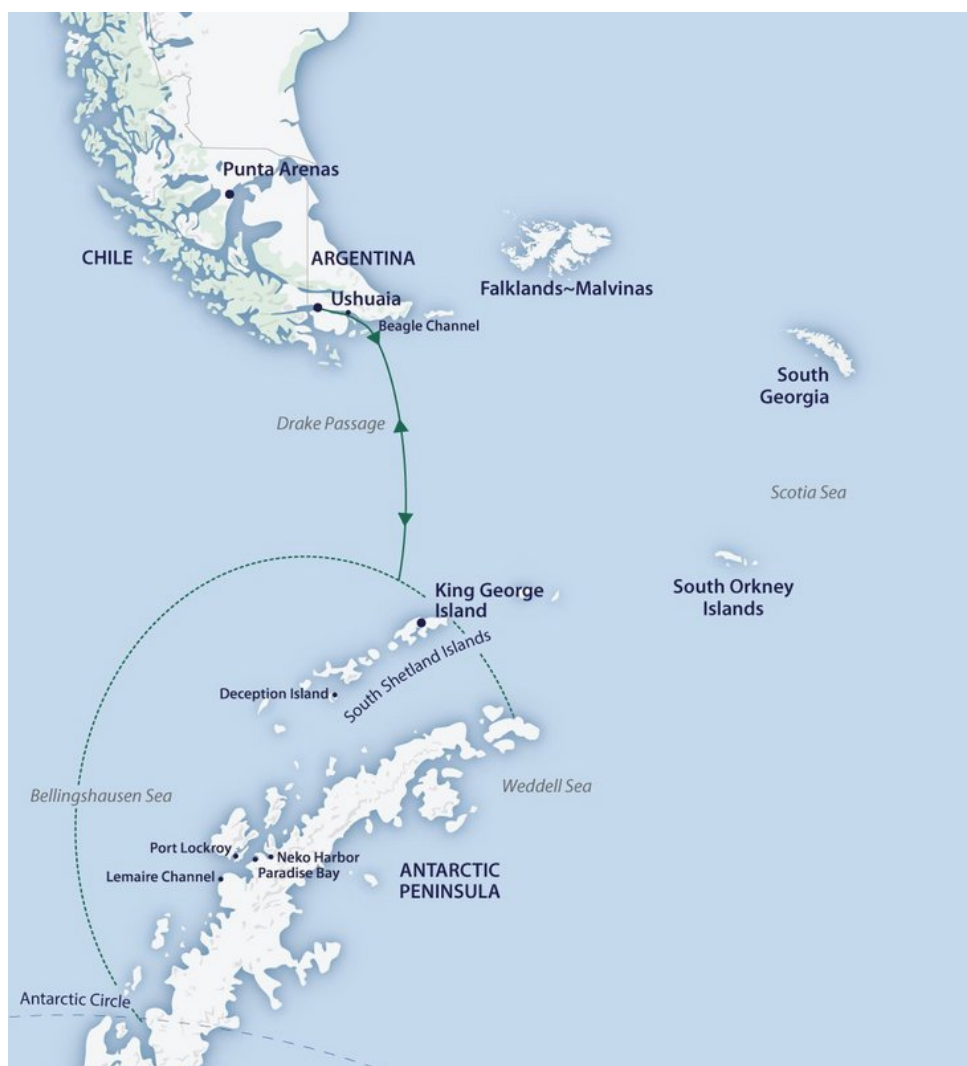 Punta Arenas
CHILE
ARGENTINA
Falklands~Malvinas
Ushuaia
Beagle Channel
South
Georgia
Drake Passage
Scotia Sea
King George
Island
South Orkney
Islands
South Shetland Islands
Deception Island
Weddell Sea
Bellingshausen Sea
Port Lockroy
Neko Harbor
Paradise Bay
Lemaire Channel
ANTARCTIC
PENINSULA
Antarctic Circle